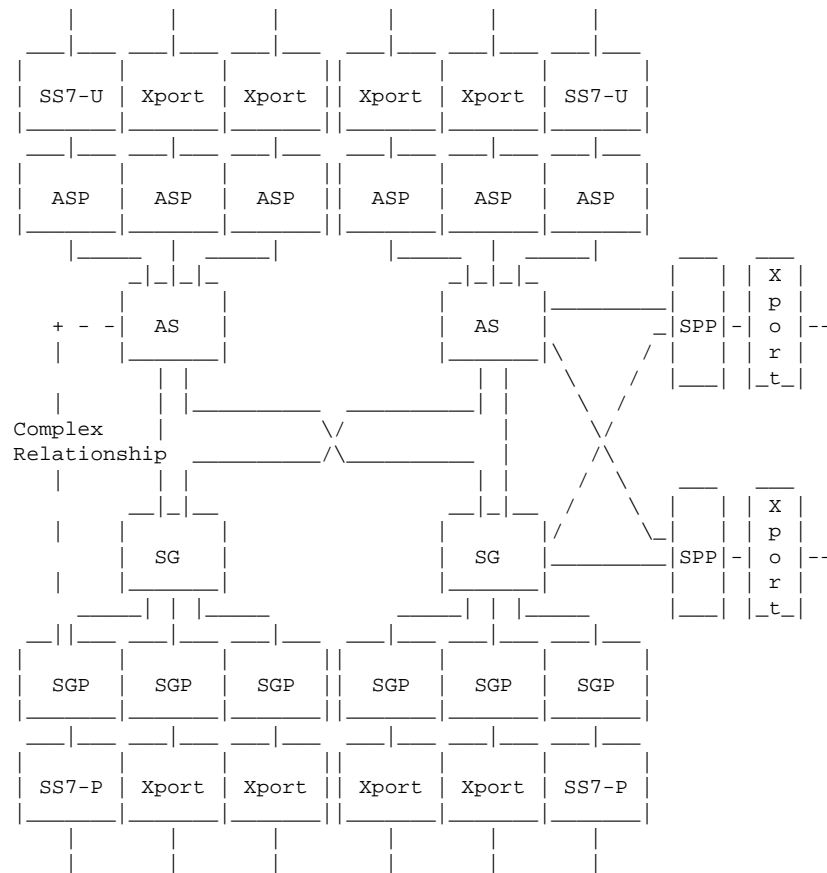 SS7-U Xport Xport Xport Xport SS7-U
ASP ASP ASP ASP ASP ASP
X
p
AS AS SPP o
r
t
Complex
Relationship
X
p
SG SG SPP o
r
t
SGP SGP SGP SGP SGP SGP
SS7-P Xport Xport Xport Xport SS7-P